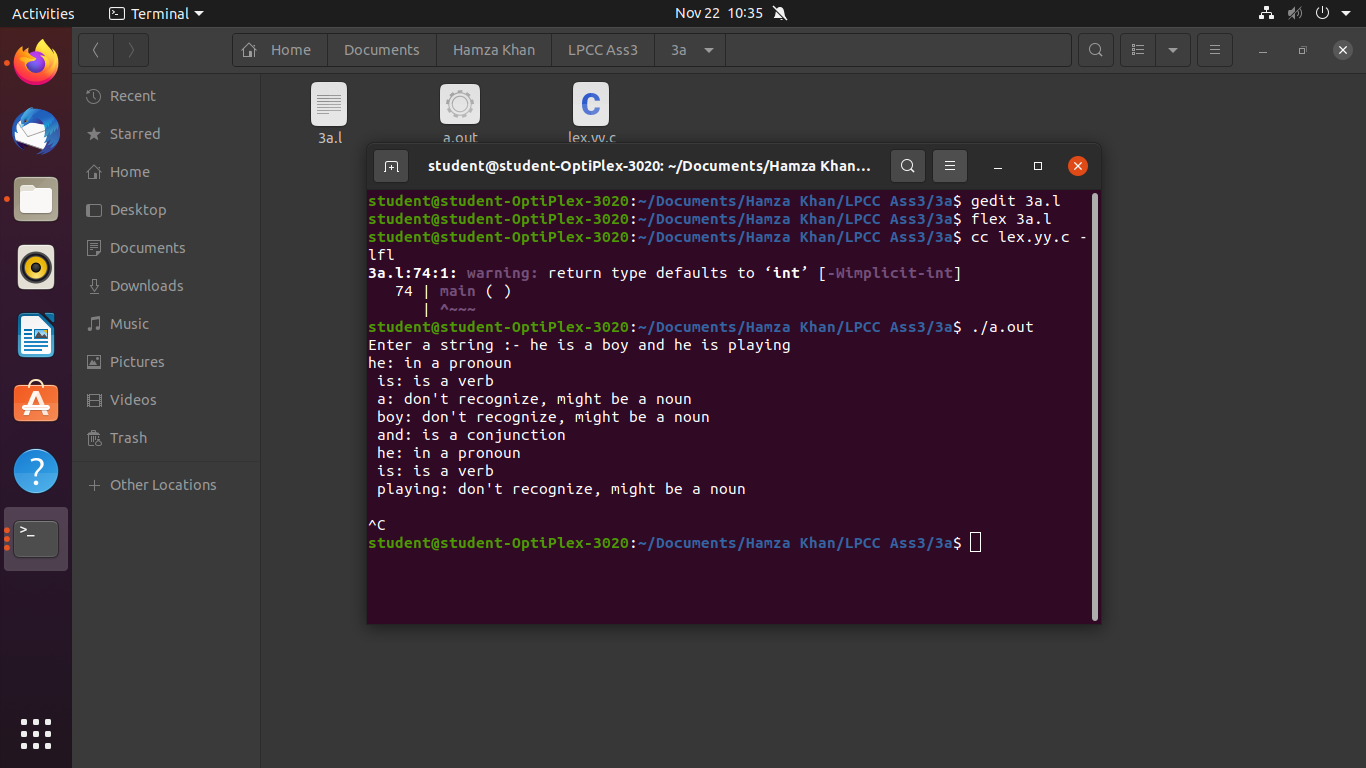 Activities
Terminal
Nov 22 10:35
Home
Documents
Hamza Khan
LPCC Ass3
3a
Recent
Starred
Home
Desktop
Documents
Downloads
Music
Pictures
Videos
Trash
Other Locations
3a.l
a.out
lex.yy.c
student@student-OptiPlex-3020: ~/Documents/Hamza Khan...
student@student-OptiPlex-3020:~/Documents/Hamza Khan/LPCC Ass3/3a$ gedit 3a.l
student@student-OptiPlex-3020:~/Documents/Hamza Khan/LPCC Ass3/3a$ flex 3a.l
student@student-OptiPlex-3020:~/Documents/Hamza Khan/LPCC Ass3/3a$ cc lex.yy.c -
lfl
3a.l:74:1: warning: return type defaults to ‘int’ [-Wimplicit-int]
   74 | main ( )
      | ^~~~
student@student-OptiPlex-3020:~/Documents/Hamza Khan/LPCC Ass3/3a$ ./a.out
Enter a string :- he is a boy and he is playing
he: in a pronoun
 is: is a verb
 a: don't recognize, might be a noun
 boy: don't recognize, might be a noun
 and: is a conjunction
 he: in a pronoun
 is: is a verb
 playing: don't recognize, might be a noun
^C
student@student-OptiPlex-3020:~/Documents/Hamza Khan/LPCC Ass3/3a$